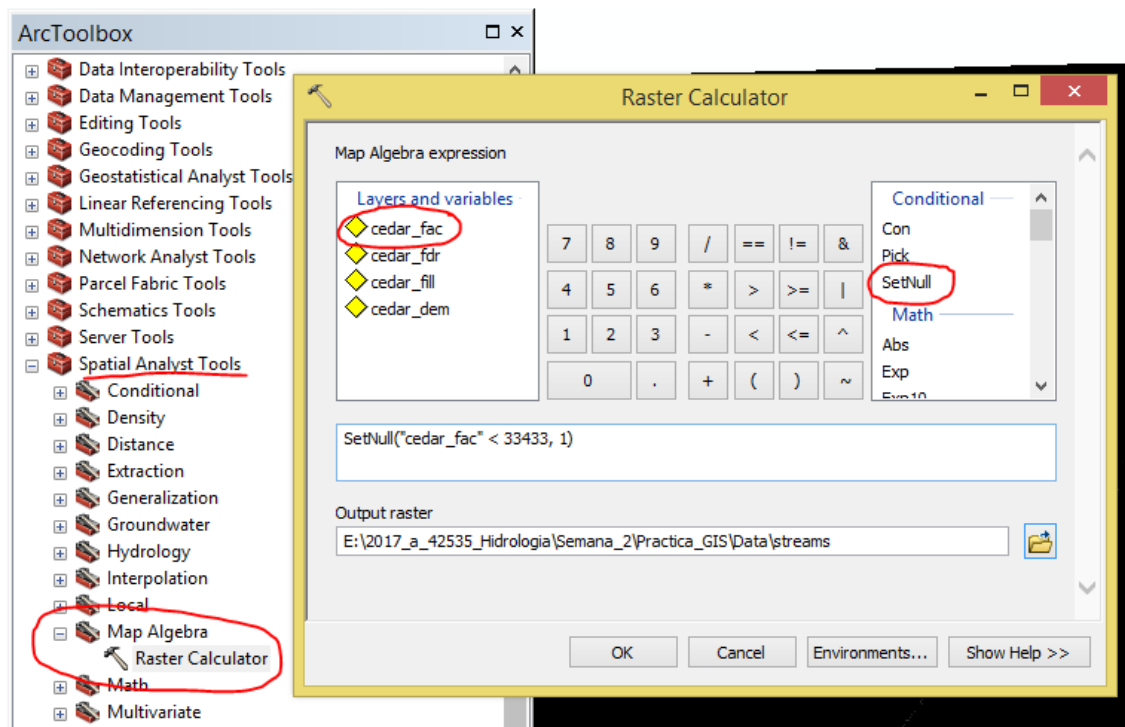 ArcToolbox
Data Interoperability Tools
Data Management Tools
Editing Tools
Geocoding Tools
Geostatistical Analyst Tools
Linear Referencing Tools
Multidimension Tools
Network Analyst Tools
Parcel Fabric Tools
Schematics Tools
Server Tools
Spatial Analyst Tools
Conditional
Density
Distance
Extraction
Generalization
Groundwater
Hydrology
Interpolation
Local
Map Algebra
Raster Calculator
Math
Multivariate
Raster Calculator
Map Algebra expression
Layers and variables
cedar_fac
cedar_fdr
cedar_fill
cedar_dem
7 8 9 / == != &
4 5 6 * > >= |
1 2 3 - < <= ^
0 . + ( ) ~
Conditional
Con
Pick
SetNull
Math
Abs
Exp
Exp10
SetNull("cedar_fac" < 33433, 1)
Output raster
E:\2017_a_42535_Hidrologia\Semana_2\Practica_GIS\Data\streams
OK Cancel Environments... Show Help >>